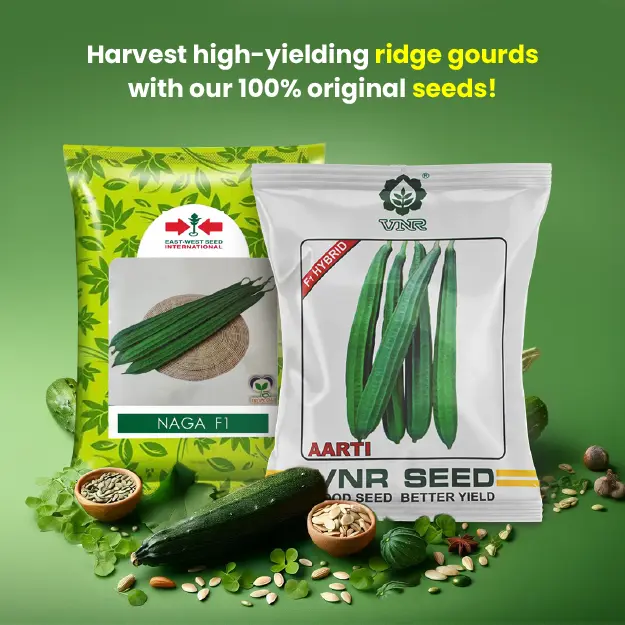 Harvest high-yielding ridge gourds
with our 100% original seeds!
EAST-WEST SEED
INTERNATIONAL
NAGA F1
®
VNR
F1 HYBRID
AARTI
VNR SEED
OOD SEED BETTER YIELD